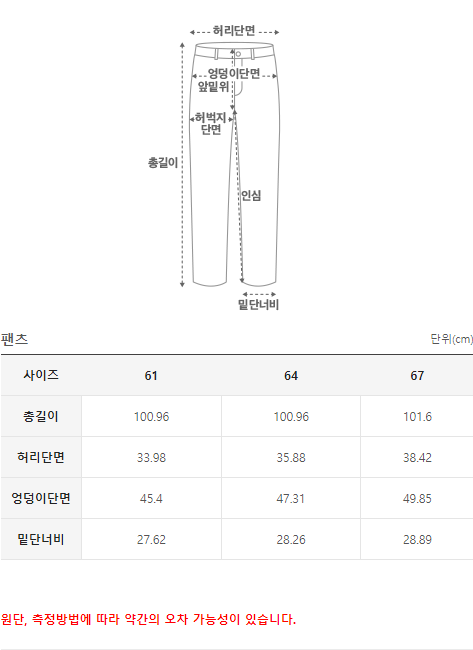 허리단면
엉덩이단면
앞밑위
허벅지
단면
총길이
인심
밑단너비
팬츠 단위(cm)
사이즈 61 64 67
총길이 100.96 100.96 101.6
허리단면 33.98 35.88 38.42
엉덩이단면 45.4 47.31 49.85
밑단너비 27.62 28.26 28.89
원단, 측정방법에 따라 약간의 오차 가능성이 있습니다.